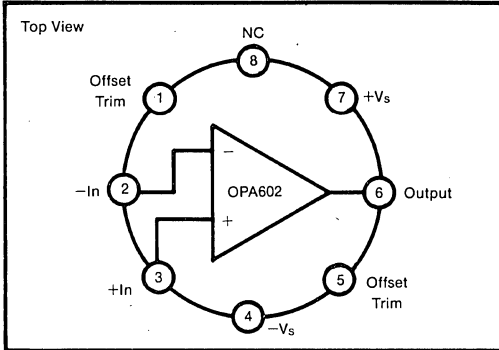 Top View
NC
8
Offset
Trim
1
7
+Vs
−In
2
−
OPA602
+
6
Output
3
+In
5
Offset
Trim
4
−Vs